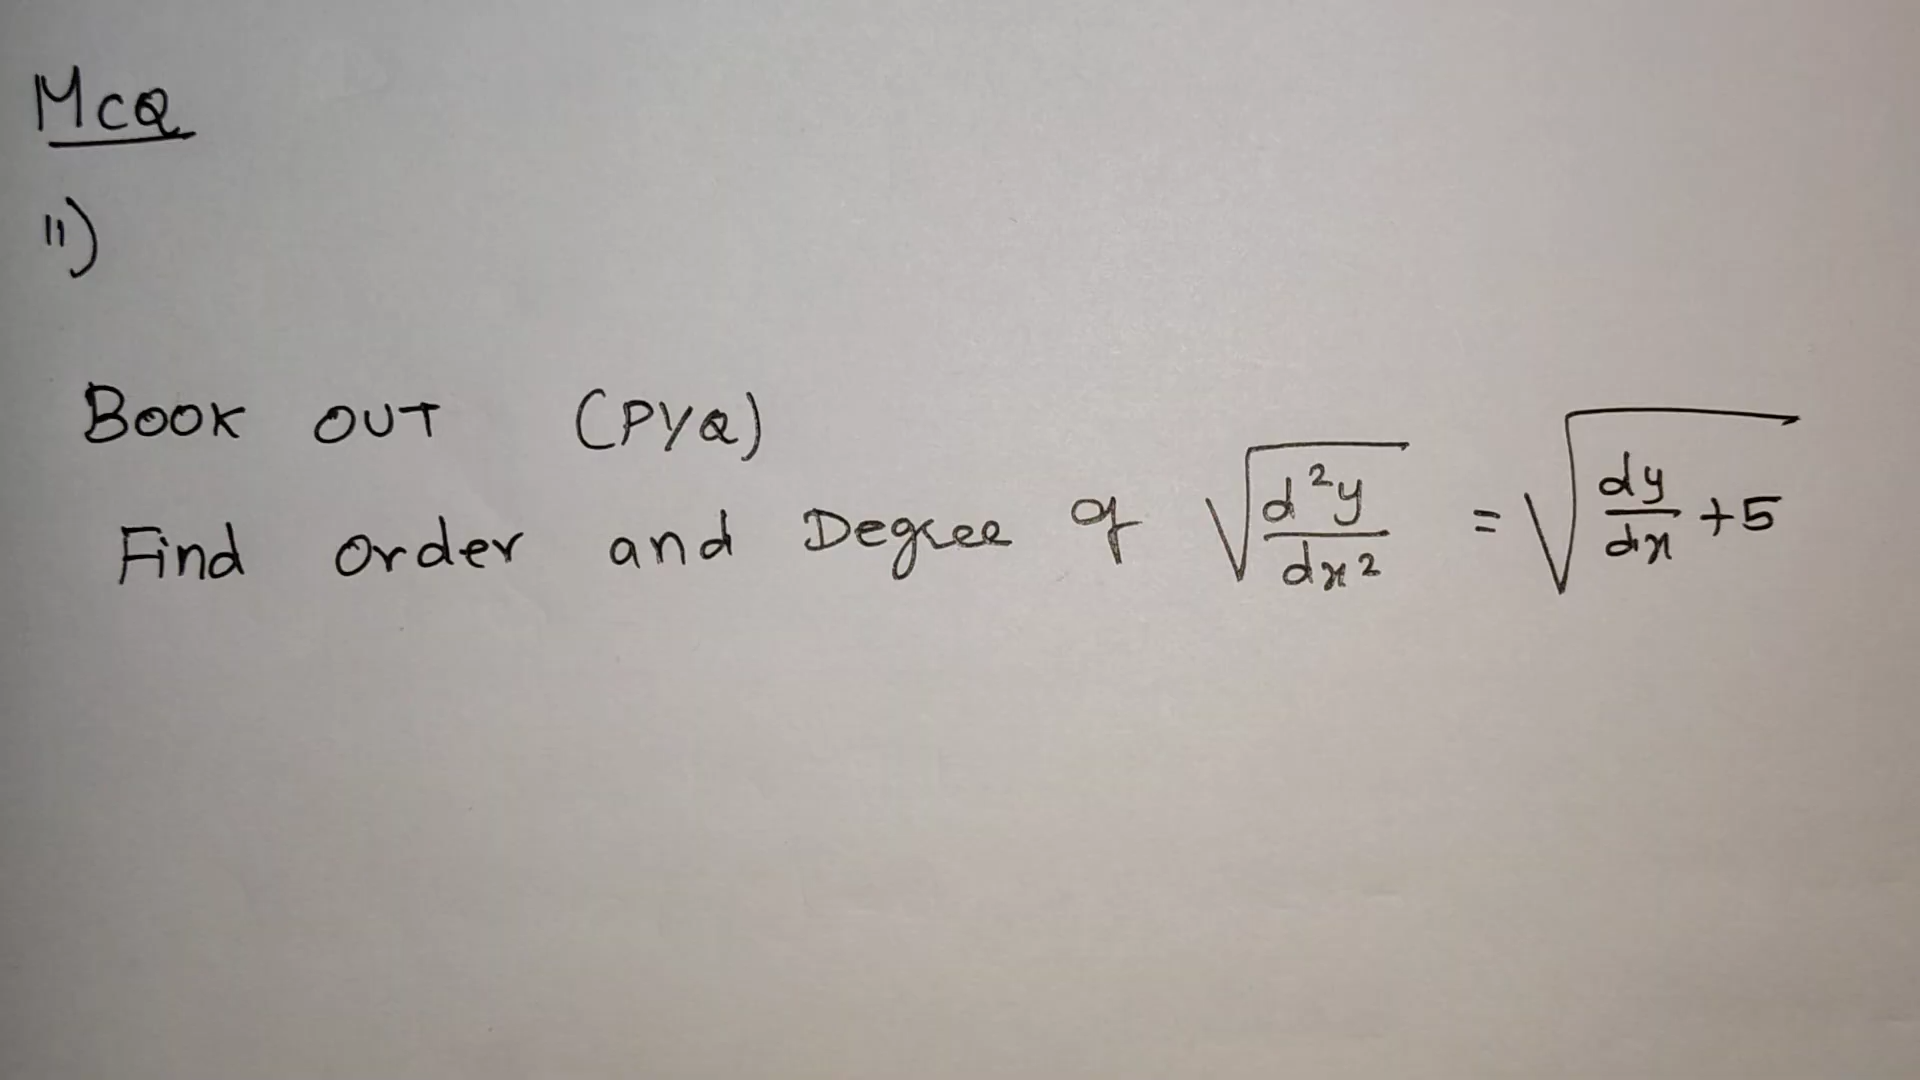 McQ
11)
Book OUT (PYQ)
Find order and Degree of √(d²y/dx²) = √(dy/dx + 5)